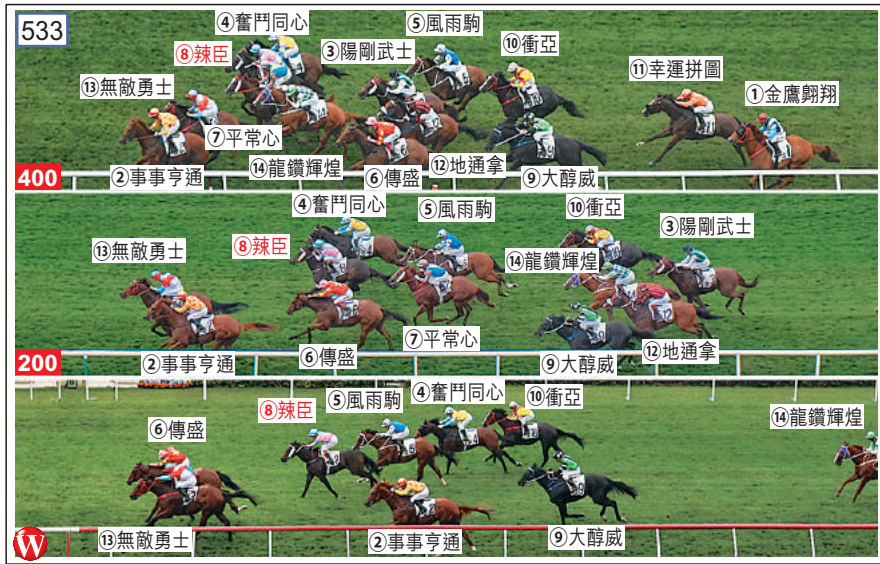 533
④奮鬥同心
⑤風雨駒
⑧辣臣
③陽剛武士
⑩衝亞
⑪幸運拼圖
①金鷹翺翔
⑬無敵勇士
⑦平常心
②事事亨通
⑭龍鑽輝煌
⑥傳盛
⑫地通拿
⑨大醇威
400
④奮鬥同心
⑤風雨駒
⑩衝亞
③陽剛武士
⑬無敵勇士
⑧辣臣
⑭龍鑽輝煌
②事事亨通
⑥傳盛
⑦平常心
⑨大醇威
⑫地通拿
200
⑥傳盛
⑧辣臣
⑤風雨駒
④奮鬥同心
⑩衝亞
⑭龍鑽輝煌
⑬無敵勇士
②事事亨通
⑨大醇威
W